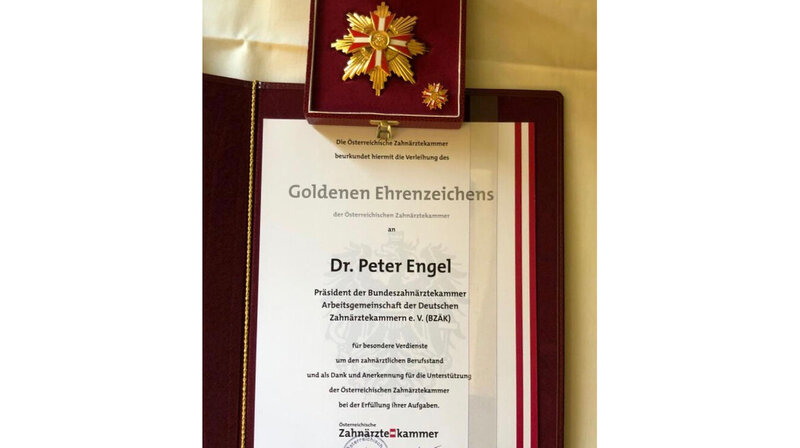 Die Österreichische Zahnärztekammer
beurkundet hiermit die Verleihung des
Goldenen Ehrenzeichens
der Österreichischen Zahnärztekammer
an
Dr. Peter Engel
Präsident der Bundeszahnärztekammer
Arbeitsgemeinschaft der Deutschen
Zahnärztekammern e. V. (BZÄK)
für besondere Verdienste
um den zahnärztlichen Berufsstand
und als Dank und Anerkennung für die Unterstützung
der Österreichischen Zahnärztekammer
bei der Erfüllung ihrer Aufgaben.
Österreichische
Zahnärztekammer